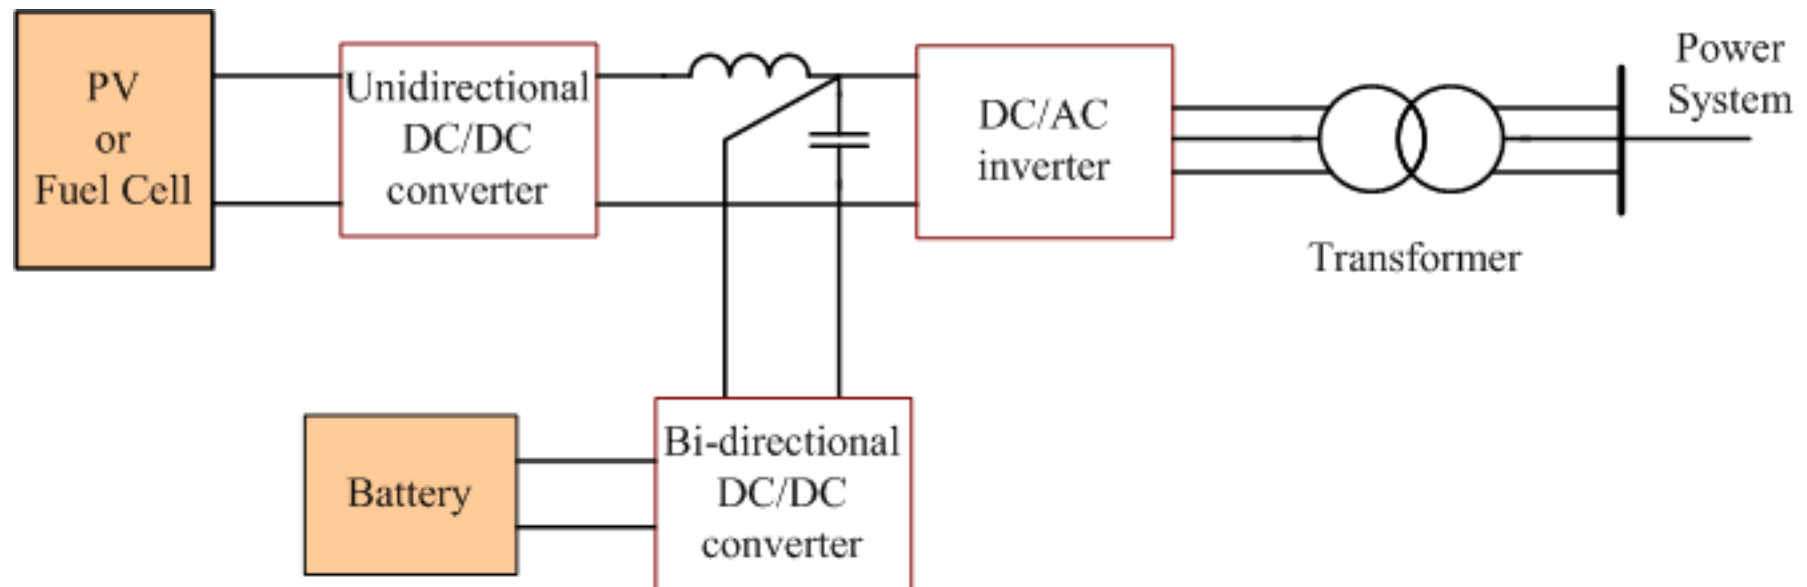 PV
or
Fuel Cell
Unidirectional
DC/DC
converter
DC/AC
inverter
Power
System
Transformer
Battery
Bi-directional
DC/DC
converter